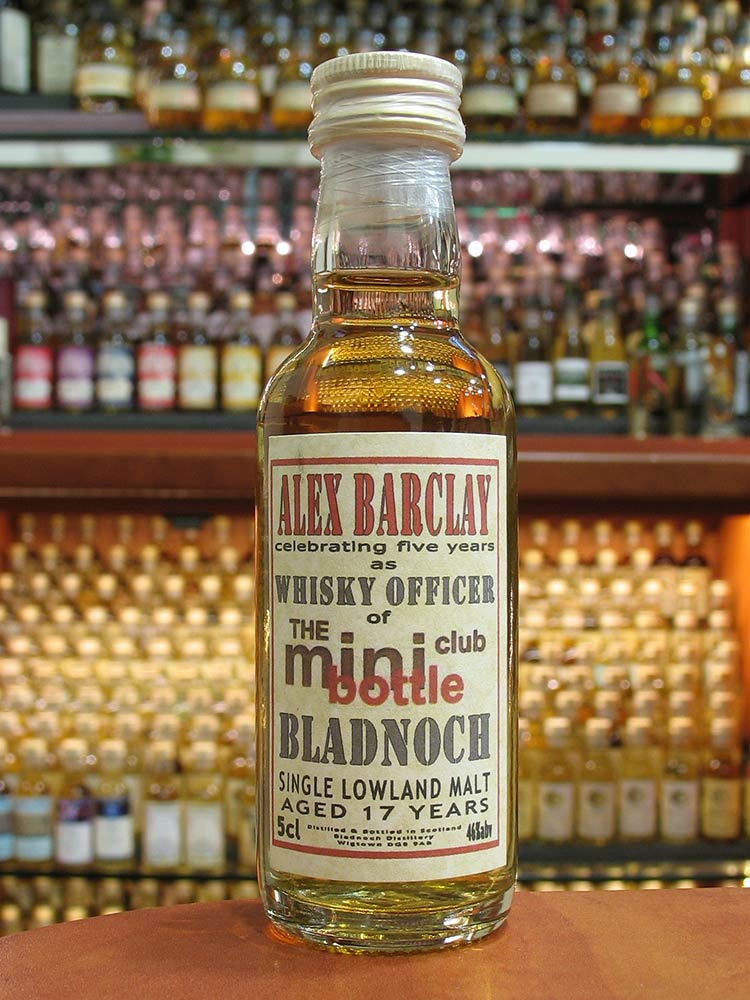 ALEX BARCLAY
celebrating five years
as
WHISKY OFFICER
of
THE
mini club
bottle
BLADNOCH
SINGLE LOWLAND MALT
AGED 17 YEARS
5cl Distilled & Bottled in Scotland 46%abv
Bladnoch Distillery
Wigtown DG8 9AB